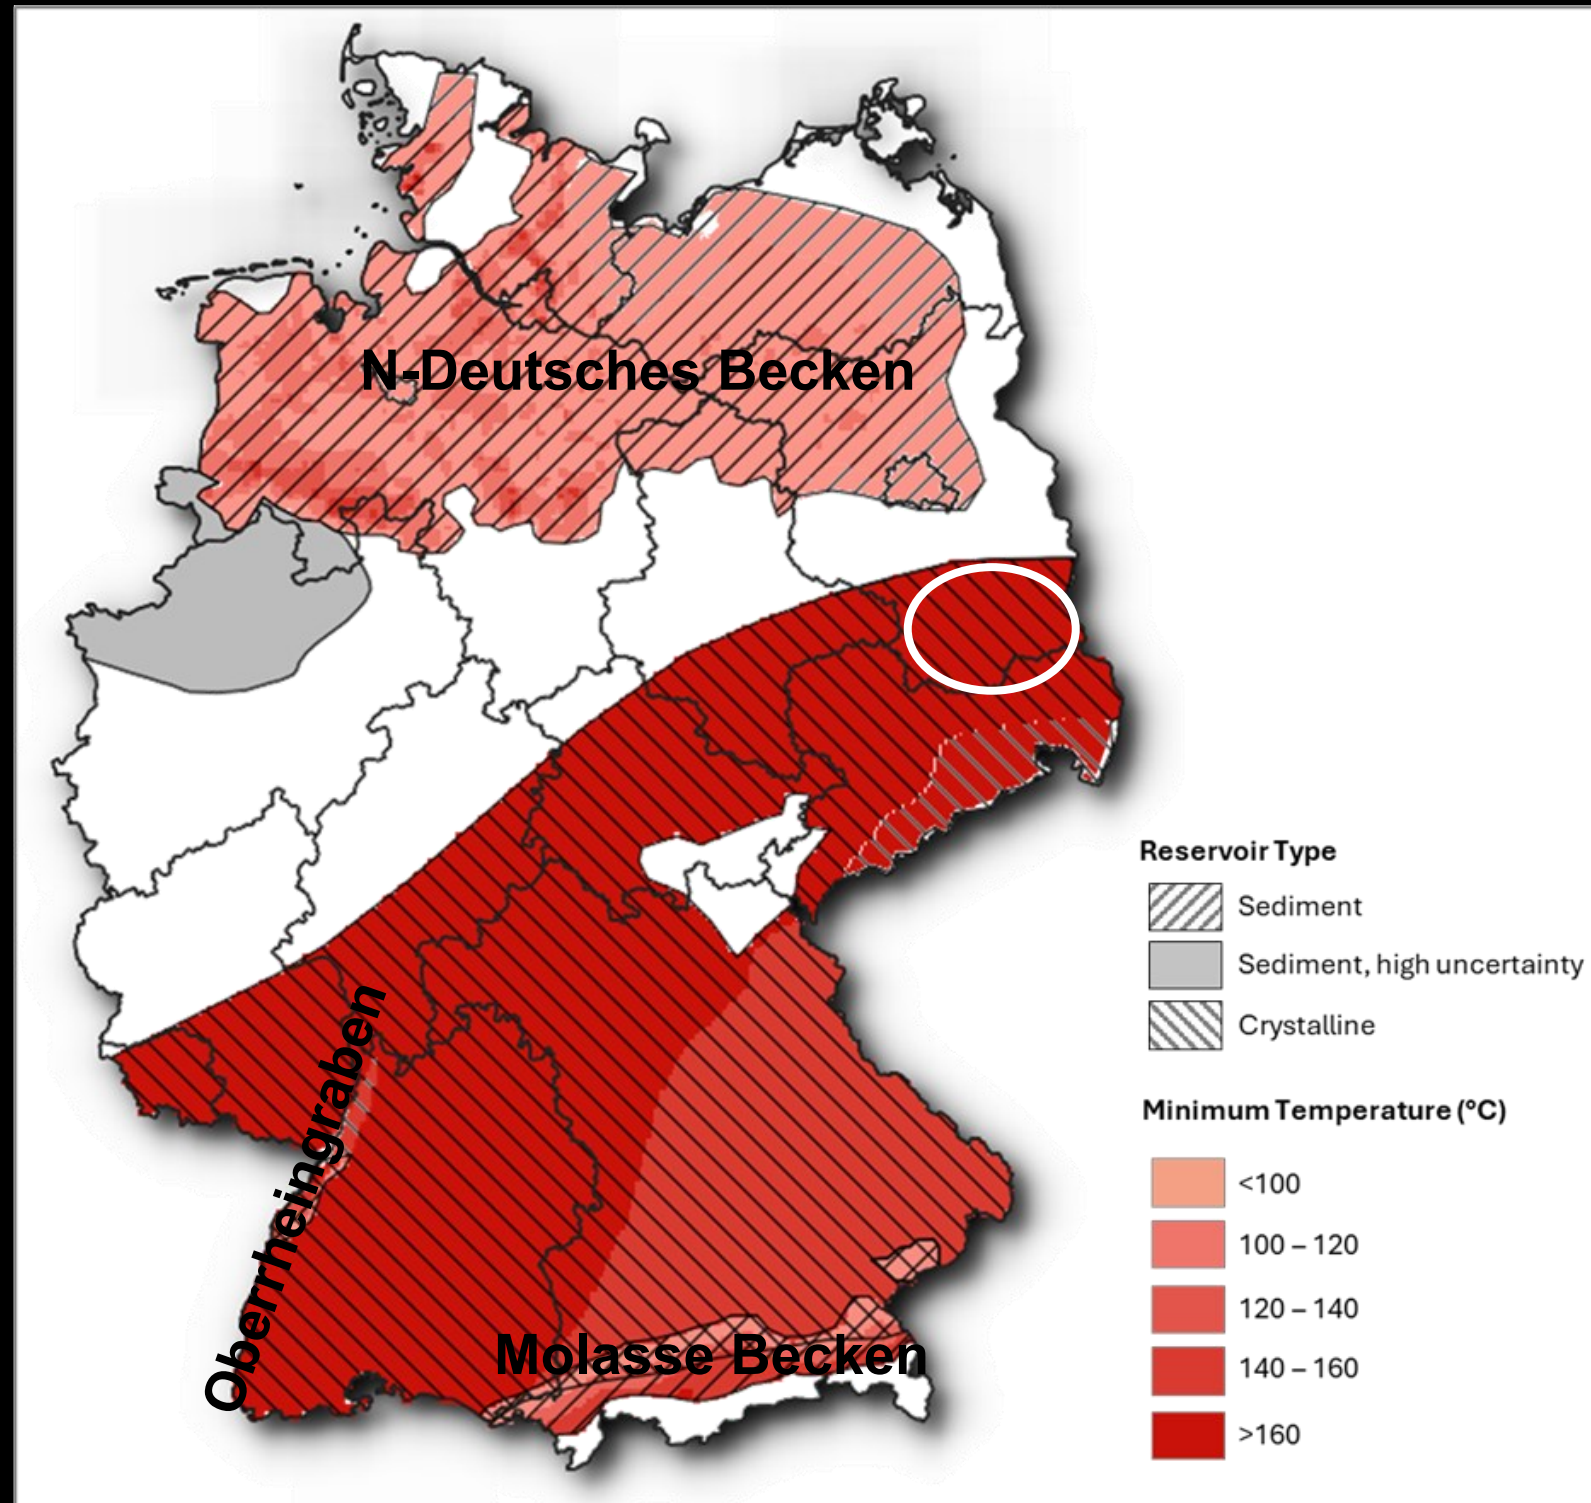 N-Deutsches Becken
Oberrheingraben
Molasse Becken
Reservoir Type
Sediment
Sediment, high uncertainty
Crystalline
Minimum Temperature (°C)
<100
100 – 120
120 – 140
140 – 160
>160